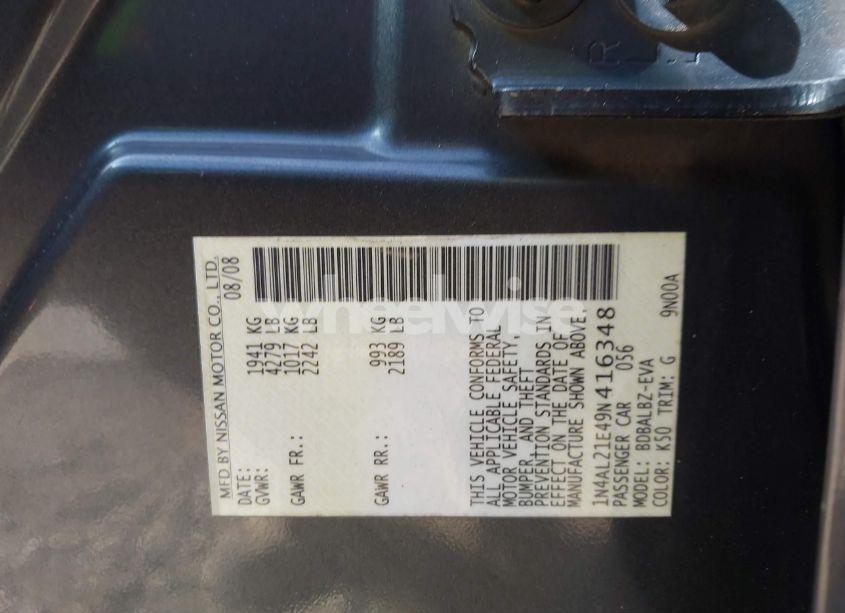 MFD BY NISSAN MOTOR CO., LTD.
DATE: 08/08
GVWR: 1941 KG
4279 LB
GAWR FR.: 1017 KG
2242 LB
GAWR RR.: 993 KG
2189 LB
THIS VEHICLE CONFORMS TO
ALL APPLICABLE FEDERAL
MOTOR VEHICLE SAFETY,
BUMPER, AND THEFT
PREVENTION STANDARDS IN
EFFECT ON THE DATE OF
MANUFACTURE SHOWN ABOVE.
1N4AL21E49N416348
PASSENGER CAR 056
MODEL: BDBALBZ-EVA
COLOR: K50 TRIM: G 9N00A
wheelwise
R